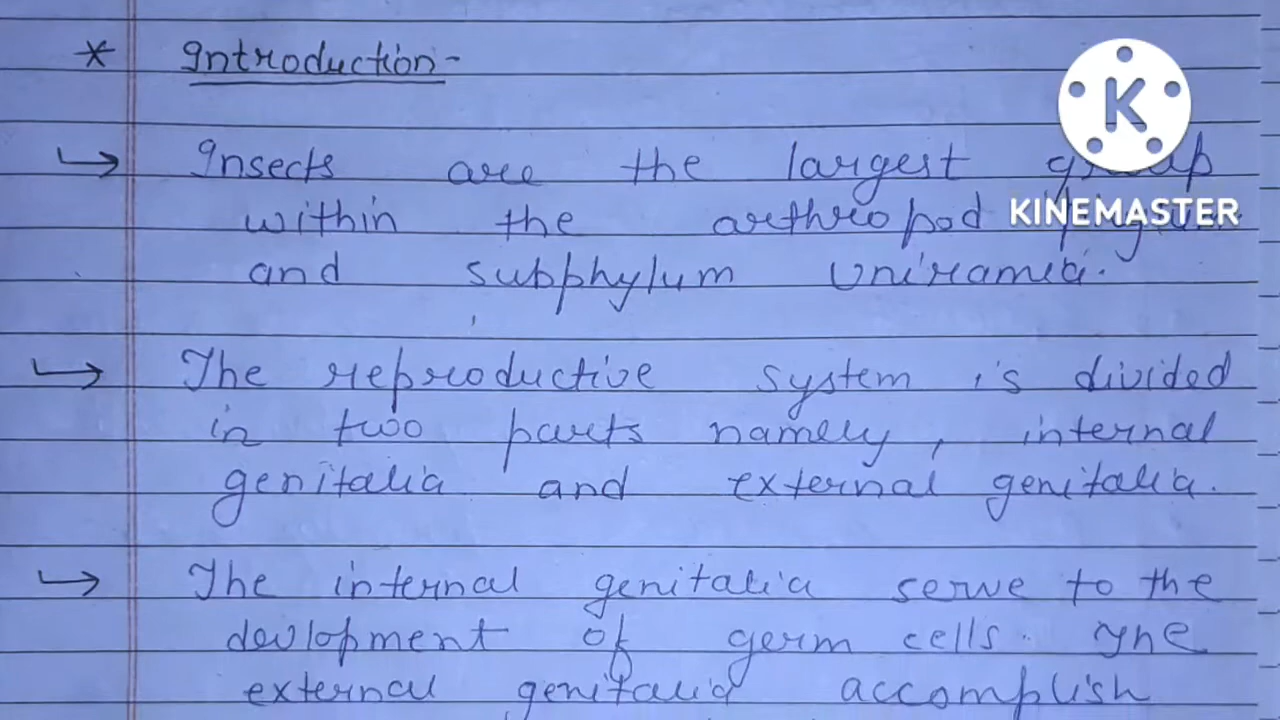 * Introduction -
→ Insects are the largest group
within the arthropod
and subphylum Uniramia.
→ The reproductive system is divided
in two parts namely, internal
genitalia and external genitalia.
→ The internal genitalia serve to the
devlopment of germ cells. The
external genitalia accomplish
K
KINEMASTER